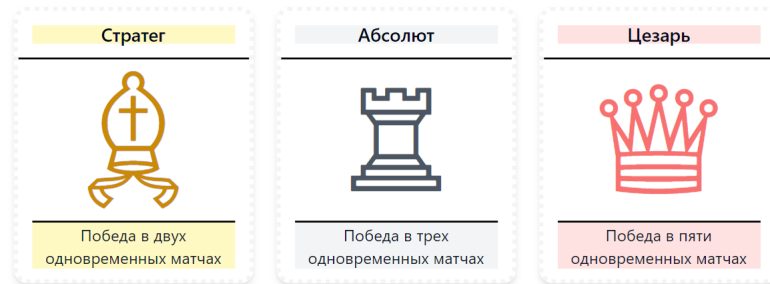 Стратег
Победа в двух
одновременных матчах
Абсолют
Победа в трех
одновременных матчах
Цезарь
Победа в пяти
одновременных матчах